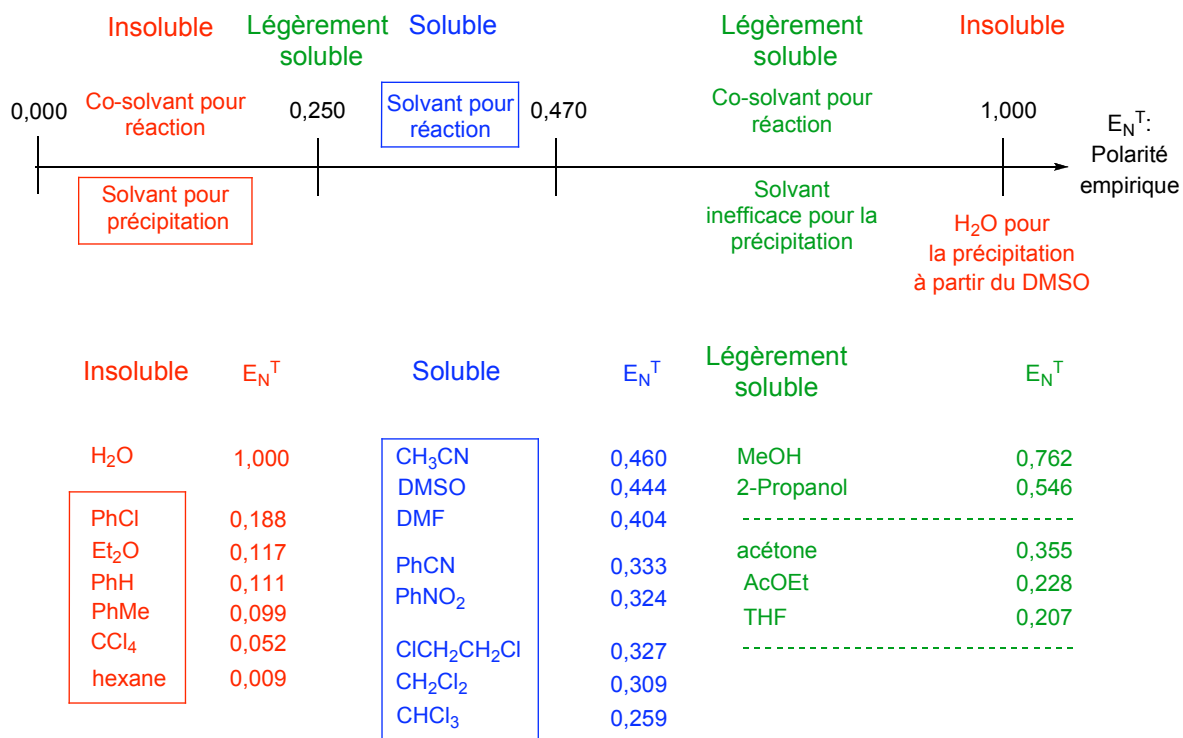 Insoluble
Légèrement
soluble
Soluble
Légèrement
soluble
Insoluble
0,000
Co-solvant pour
réaction
0,250
Solvant pour
réaction
0,470
Co-solvant pour
réaction
1,000
E_N^T:
Polarité
empirique
Solvant pour
précipitation
Solvant
inefficace pour la
précipitation
H₂O pour
la précipitation
à partir du DMSO
Insoluble E_N^T
H₂O 1,000
PhCl 0,188
Et₂O 0,117
PhH 0,111
PhMe 0,099
CCl₄ 0,052
hexane 0,009
Soluble E_N^T
CH₃CN 0,460
DMSO 0,444
DMF 0,404
PhCN 0,333
PhNO₂ 0,324
ClCH₂CH₂Cl 0,327
CH₂Cl₂ 0,309
CHCl₃ 0,259
Légèrement
soluble E_N^T
MeOH 0,762
2-Propanol 0,546
acétone 0,355
AcOEt 0,228
THF 0,207